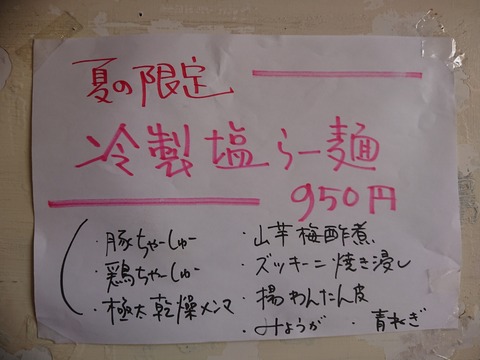 夏の限定
冷製塩らー麺
950円
・豚ちゃーしゅー
・鶏ちゃーしゅー
・極太乾燥メンマ
・山芋梅酢煮
・ズッキーニ焼き浸し
・揚わんたん皮
・みょうが ・青ねぎ